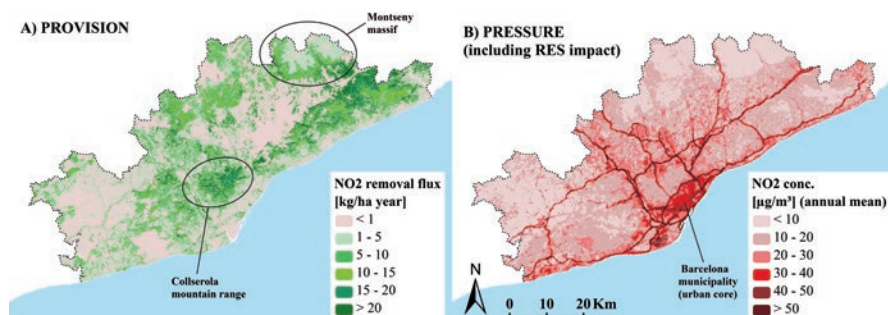 A) PROVISION
Montseny
massif
Collserola
mountain range
NO2 removal flux
[kg/ha year]
< 1
1 - 5
5 - 10
10 - 15
15 - 20
> 20
B) PRESSURE
(including RES impact)
NO2 conc.
[µg/m³] (annual mean)
< 10
10 - 20
20 - 30
30 - 40
40 - 50
> 50
Barcelona
municipality
(urban core)
N
0 10 20 Km